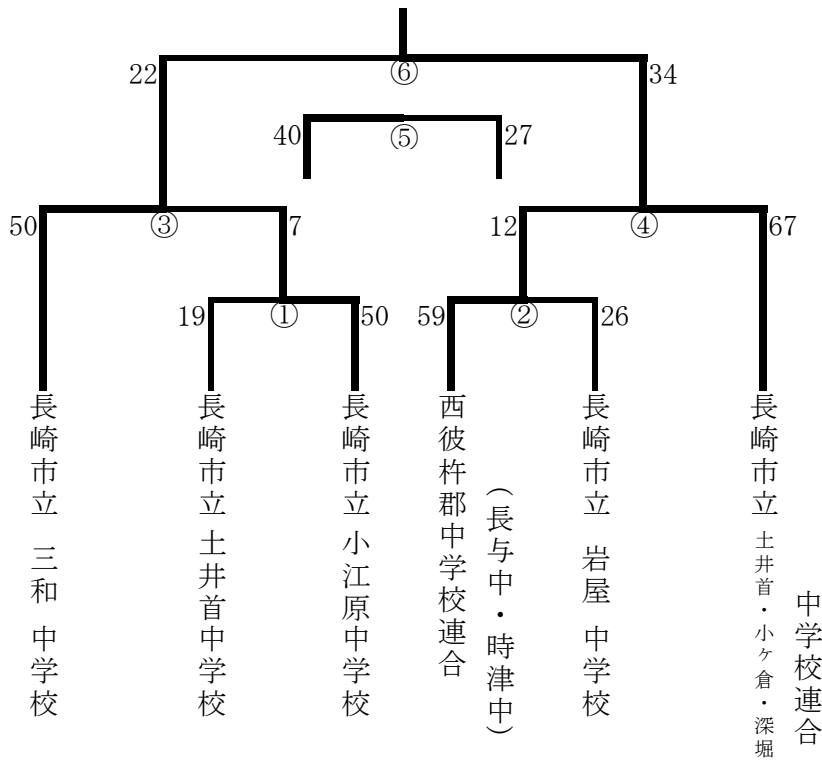 22
⑥
34
40
⑤
27
50
③
7
12
④
67
19
①
50
59
②
26
長崎市立 三和 中学校
長崎市立 土井首中学校
長崎市立 小江原中学校
西彼杵郡中学校連合
(長与中・時津中)
長崎市立 岩屋 中学校
長崎市立 土井首・小ケ倉・深堀
中学校連合